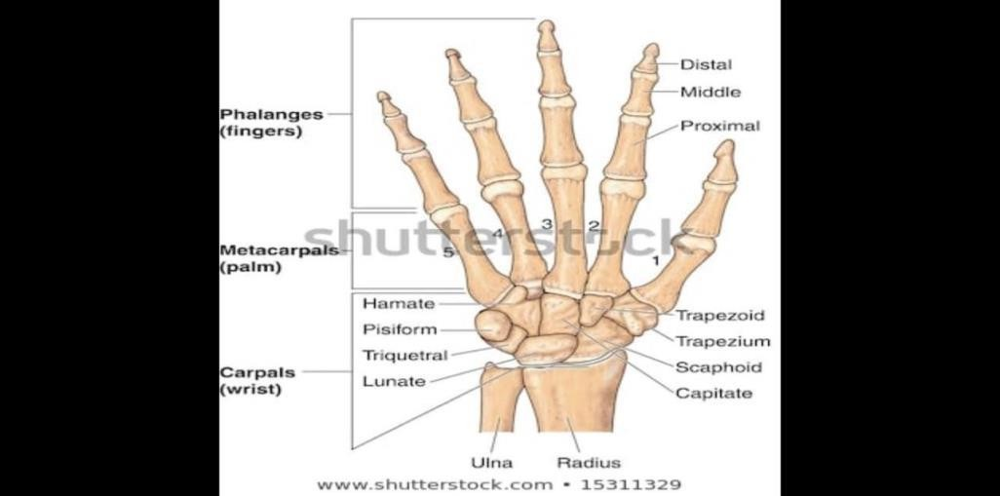 Distal
Middle
Proximal
Phalanges
(fingers)
shutterstock
5
4
3
2
1
Metacarpals
(palm)
Hamate
Pisiform
Triquetral
Lunate
Trapezoid
Trapezium
Scaphoid
Capitate
Carpals
(wrist)
Ulna
Radius
www.shutterstock.com • 15311329